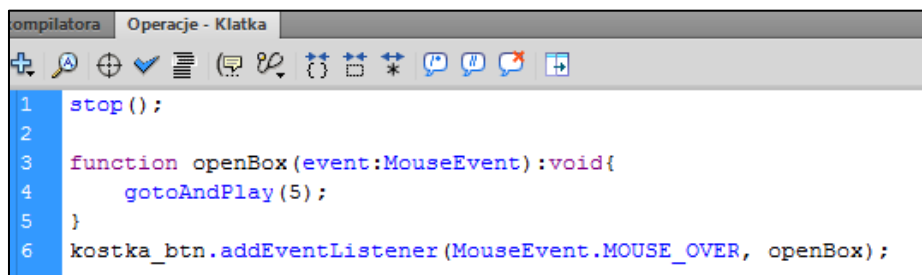 compilatora Operacje - Klatka
1 stop();
2
3 function openBox(event:MouseEvent):void{
4 gotoAndPlay(5);
5 }
6 kostka_btn.addEventListener(MouseEvent.MOUSE_OVER, openBox);